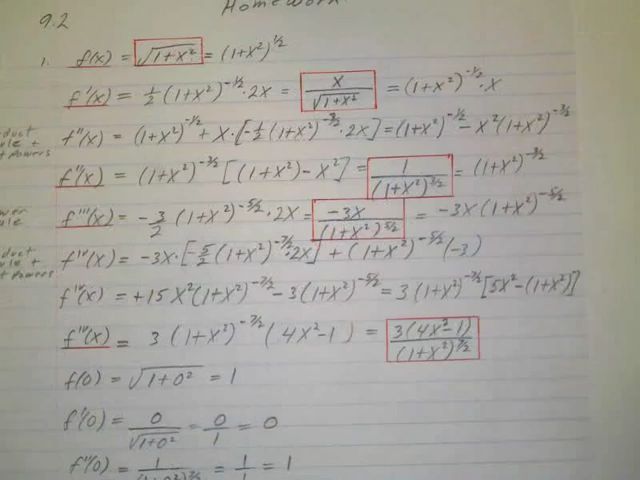 Homework
9.2
1. f(x) = √(1+x²) = (1+x²)^½
f'(x) = ½(1+x²)^-½ · 2x = x/√(1+x²) = (1+x²)^-½ · x
f''(x) = (1+x²)^-½ + x·[-½(1+x²)^-3/2 · 2x] = (1+x²)^-½ - x²(1+x²)^-3/2
f''(x) = (1+x²)^-3/2 [(1+x²) - x²] = 1/(1+x²)^3/2 = (1+x²)^-3/2
f'''(x) = -3/2 (1+x²)^-5/2 · 2x = -3x/(1+x²)^5/2 = -3x(1+x²)^-5/2
f''''(x) = -3x·[-5/2(1+x²)^-7/2 · 2x] + (1+x²)^-5/2 (-3)
f''''(x) = +15x²(1+x²)^-7/2 - 3(1+x²)^-5/2 = 3(1+x²)^-7/2 [5x² - (1+x²)]
f''''(x) = 3(1+x²)^-7/2 (4x²-1) = 3(4x²-1)/(1+x²)^7/2
f(0) = √(1+0²) = 1
f'(0) = 0/√(1+0²) = 0/1 = 0
f''(0) = 1/(1+0²)^3/2 = 1/1 = 1